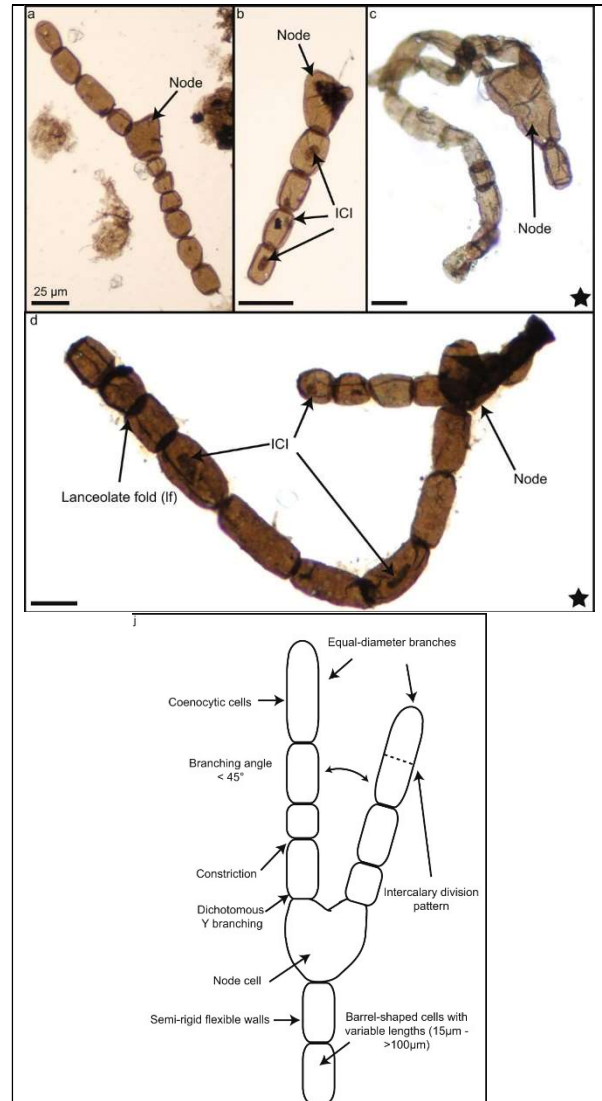 a
Node
25 µm
b
Node
ICI
c
Node
d
ICI
Lanceolate fold (lf)
Node
j
Equal-diameter branches
Coenocytic cells
Branching angle
< 45°
Constriction
Dichotomous
Y branching
Intercalary division
pattern
Node cell
Semi-rigid flexible walls
Barrel-shaped cells with
variable lengths (15µm -
>100µm)